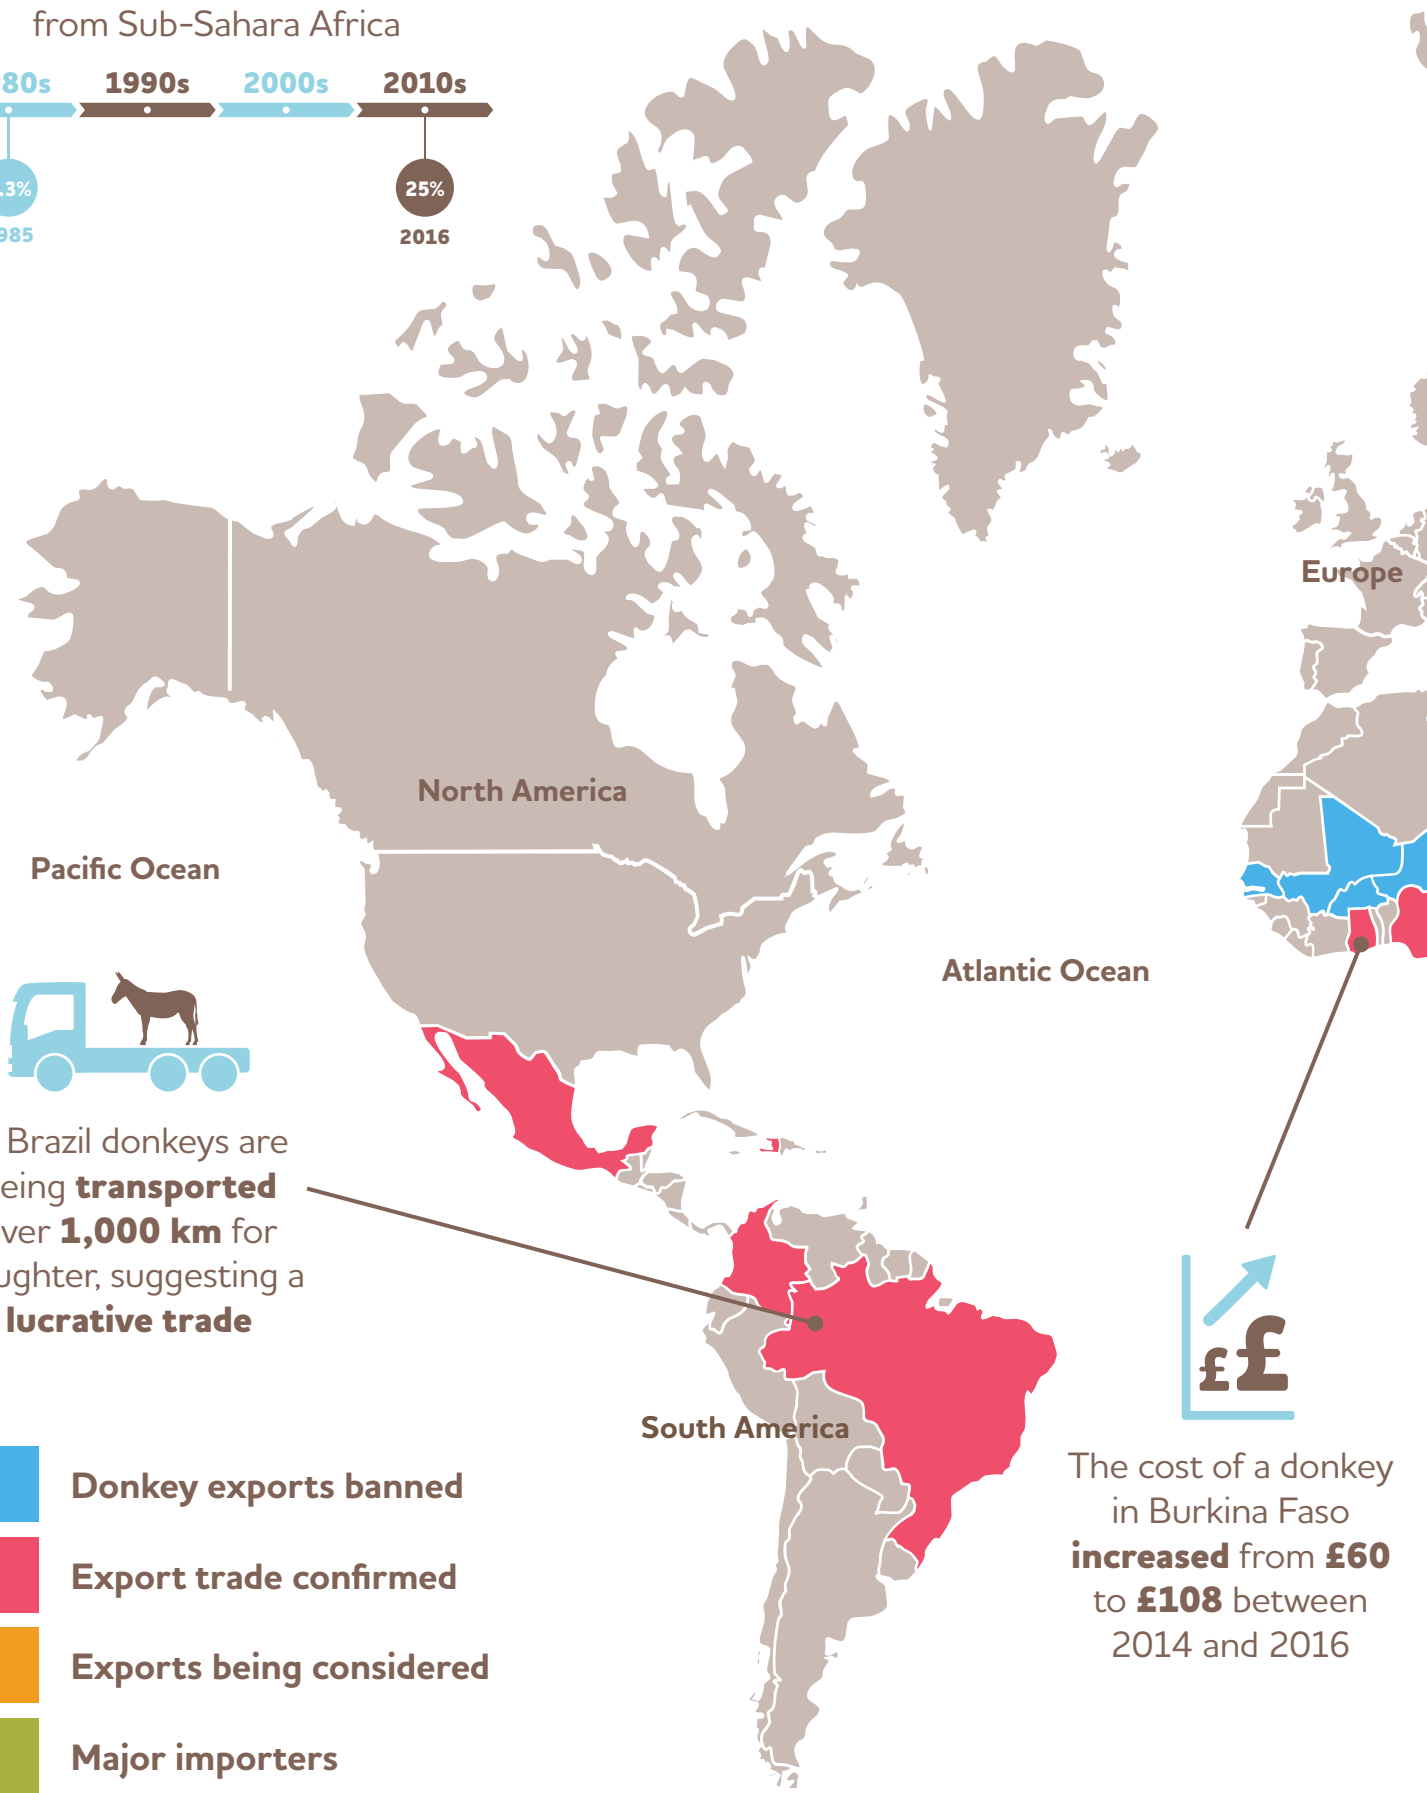 from Sub-Sahara Africa
80s 1990s 2000s 2010s
.3% 25%
985 2016
Europe
North America
Pacific Ocean
Atlantic Ocean
Brazil donkeys are
eing transported
ver 1,000 km for
ughter, suggesting a
lucrative trade
South America
££
The cost of a donkey
in Burkina Faso
increased from £60
to £108 between
2014 and 2016
Donkey exports banned
Export trade confirmed
Exports being considered
Major importers